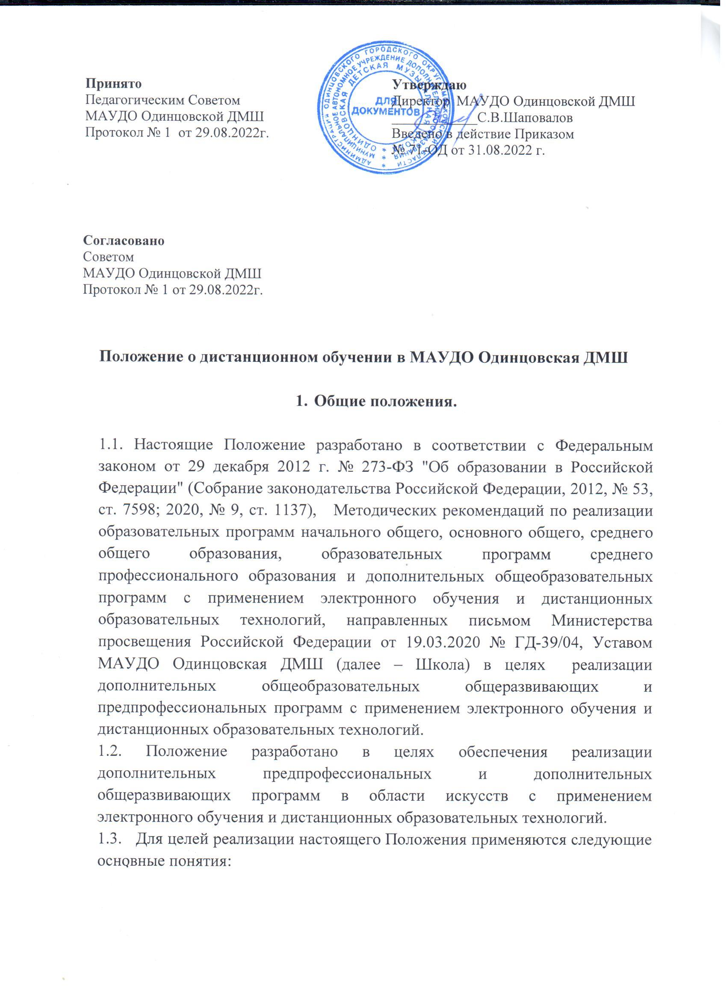 Принято
Педагогическим Советом
МАУДО Одинцовской ДМШ
Протокол № 1 от 29.08.2022г.
АДМИНИСТРАЦИЯ ОДИНЦОВСКОГО ГОРОДСКОГО ОКРУГА МОСКОВСКОЙ ОБЛАСТИ
МУНИЦИПАЛЬНОЕ АВТОНОМНОЕ УЧРЕЖДЕНИЕ ДОПОЛНИТЕЛЬНОГО ОБРАЗОВАНИЯ
ОДИНЦОВСКАЯ ДЕТСКАЯ МУЗЫКАЛЬНАЯ ШКОЛА
ДЛЯ
ДОКУМЕНТОВ
Утверждаю
Директор МАУДО Одинцовской ДМШ
____________С.В.Шаповалов
Введено в действие Приказом
№ 71-ОД от 31.08.2022 г.
Согласовано
Советом
МАУДО Одинцовской ДМШ
Протокол № 1 от 29.08.2022г.
Положение о дистанционном обучении в МАУДО Одинцовская ДМШ
1. Общие положения.
1.1. Настоящие Положение разработано в соответствии с Федеральным
законом от 29 декабря 2012 г. № 273-ФЗ "Об образовании в Российской
Федерации" (Собрание законодательства Российской Федерации, 2012, № 53,
ст. 7598; 2020, № 9, ст. 1137), Методических рекомендаций по реализации
образовательных программ начального общего, основного общего, среднего
общего образования, образовательных программ среднего
профессионального образования и дополнительных общеобразовательных
программ с применением электронного обучения и дистанционных
образовательных технологий, направленных письмом Министерства
просвещения Российской Федерации от 19.03.2020 № ГД-39/04, Уставом
МАУДО Одинцовская ДМШ (далее – Школа) в целях реализации
дополнительных общеобразовательных общеразвивающих и
предпрофессиональных программ с применением электронного обучения и
дистанционных образовательных технологий.
1.2. Положение разработано в целях обеспечения реализации
дополнительных предпрофессиональных и дополнительных
общеразвивающих программ в области искусств с применением
электронного обучения и дистанционных образовательных технологий.
1.3. Для целей реализации настоящего Положения применяются следующие
основные понятия: